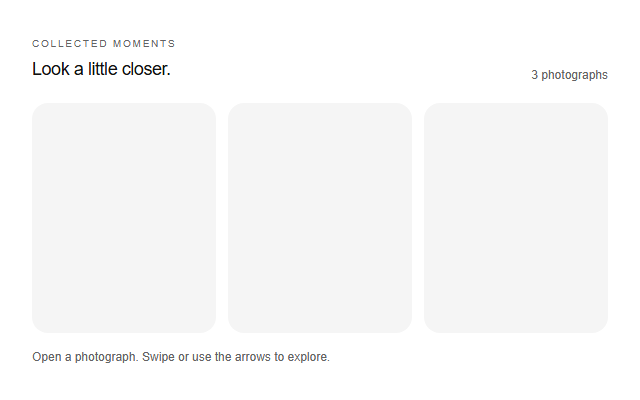 COLLECTED MOMENTS
Look a little closer.
3 photographs
Open a photograph. Swipe or use the arrows to explore.